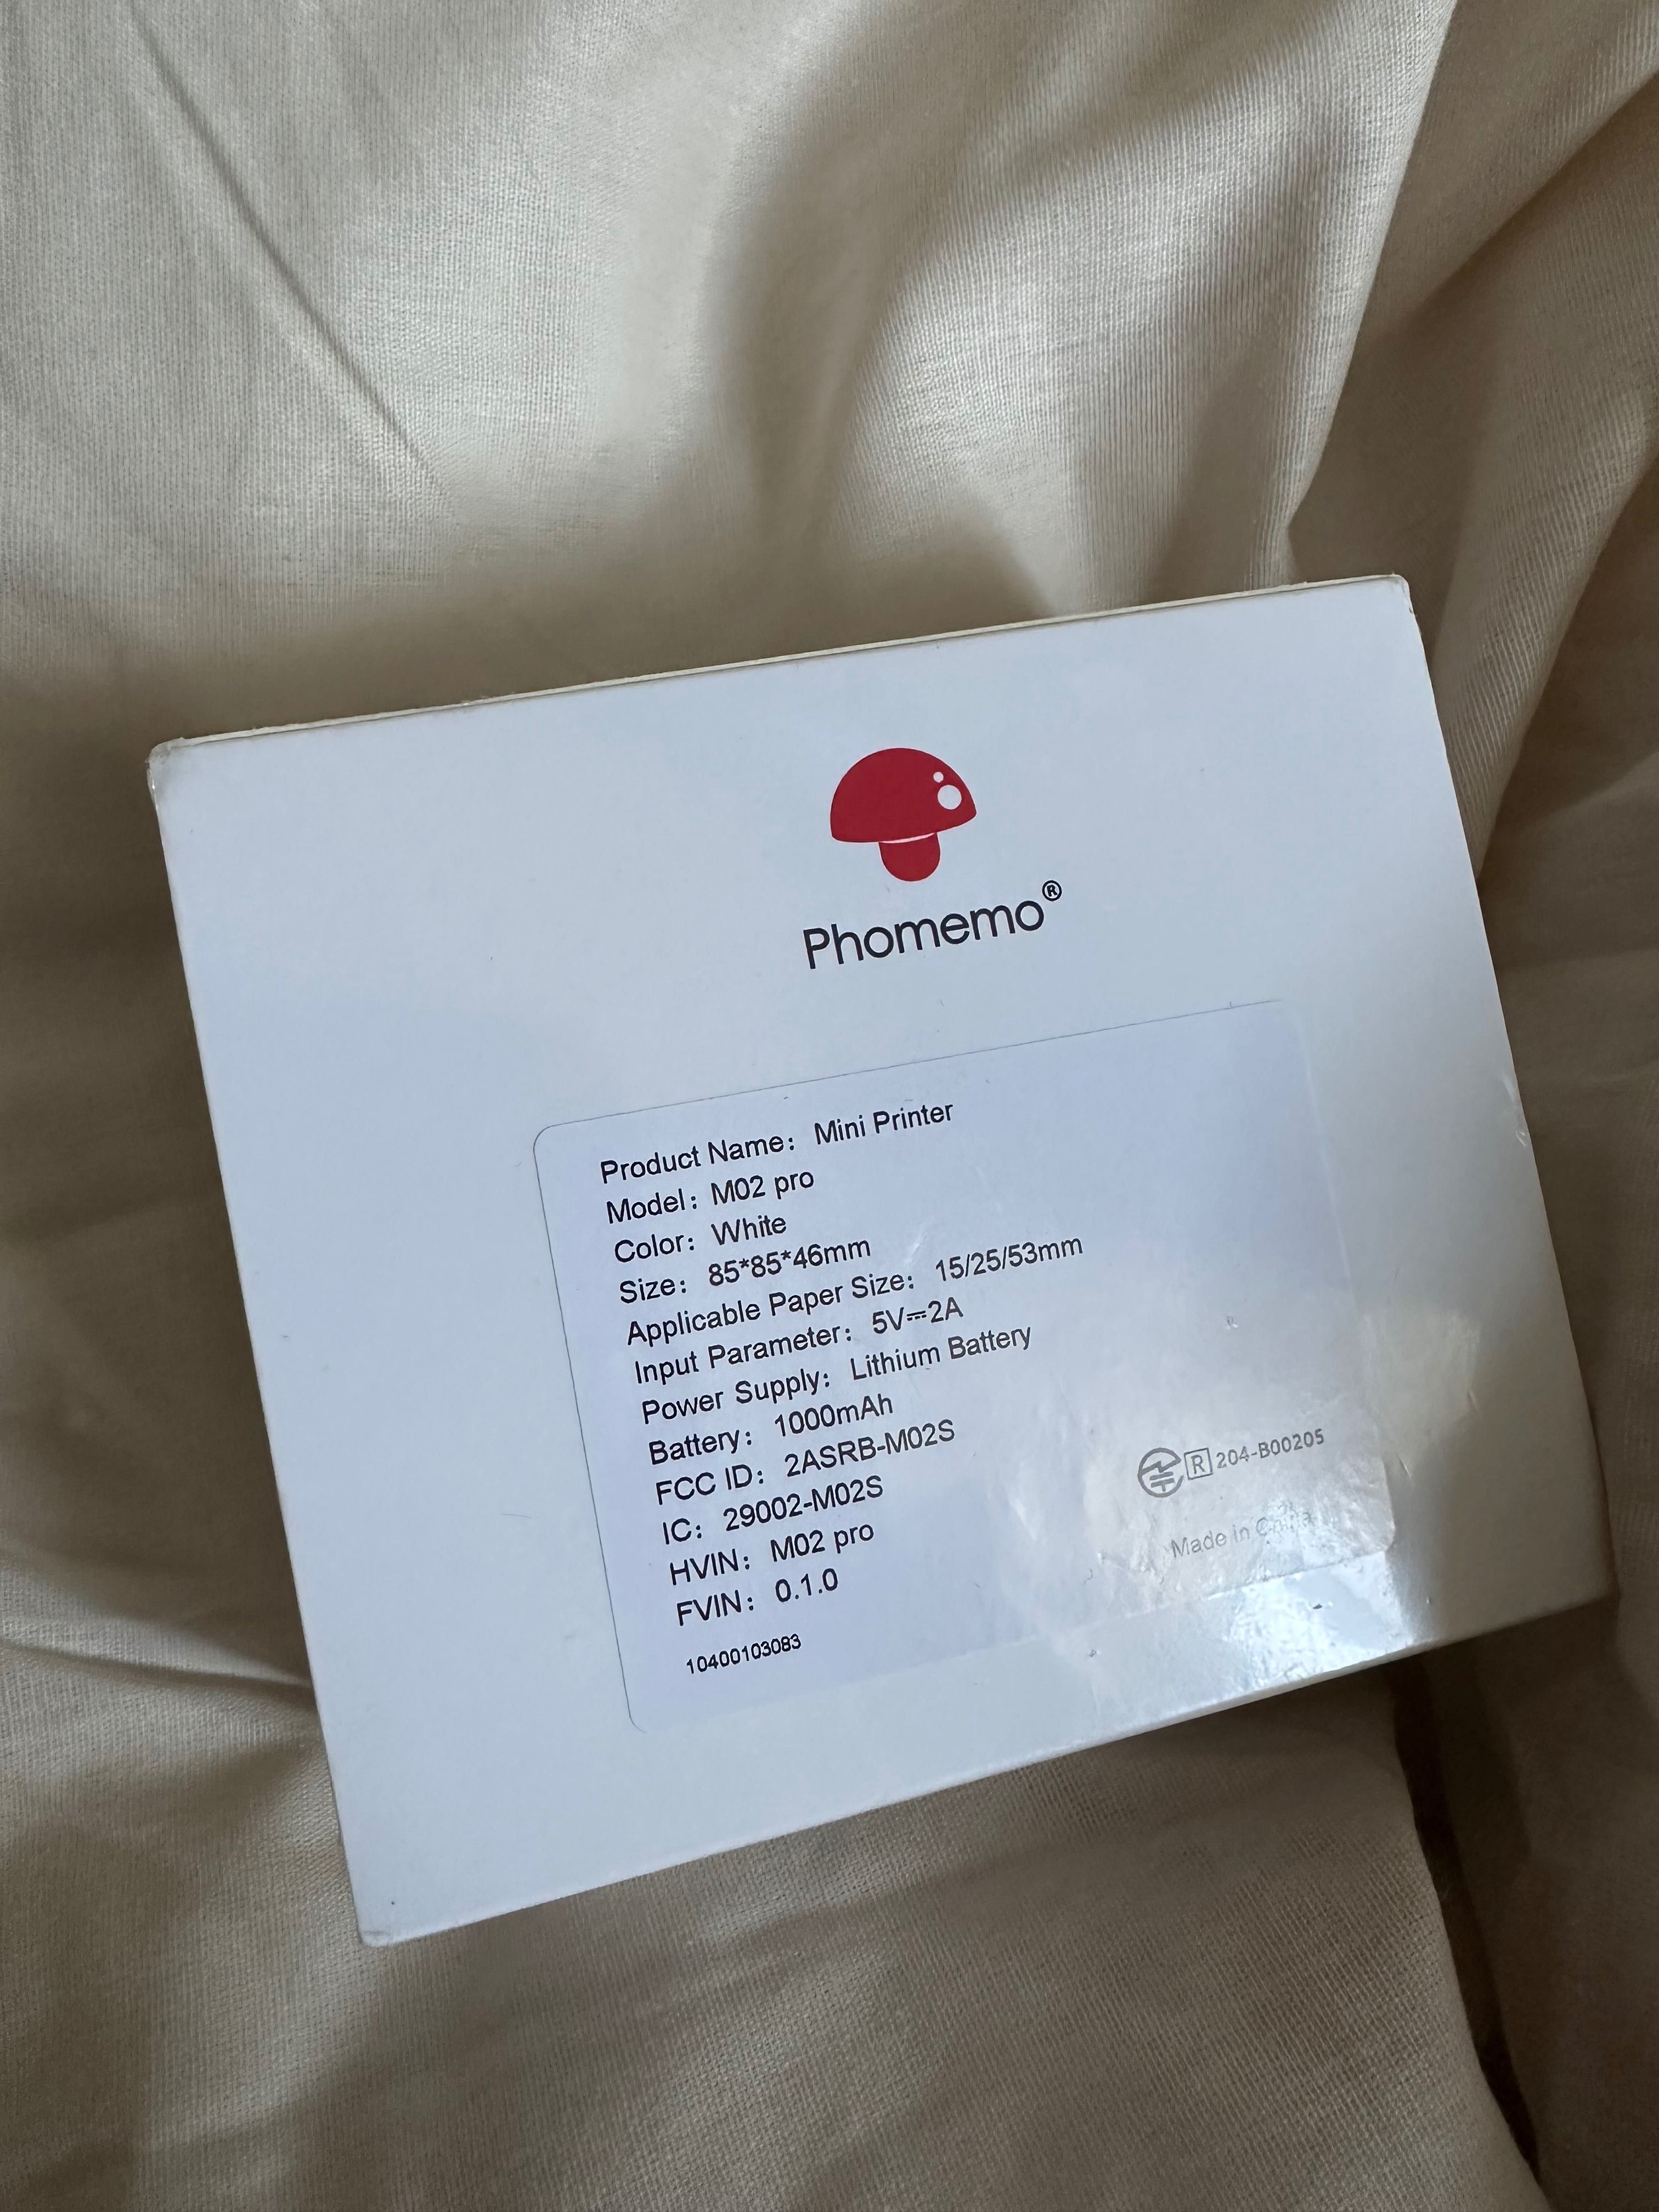 Phomemo®
Product Name: Mini Printer
Model: M02 pro
Color: White
Size: 85*85*46mm
Applicable Paper Size: 15/25/53mm
Input Parameter: 5V⎓2A
Power Supply: Lithium Battery
Battery: 1000mAh
FCC ID: 2ASRB-M02S
IC: 29002-M02S
HVIN: M02 pro
FVIN: 0.1.0
10400103083
R 204-B00205
Made in China